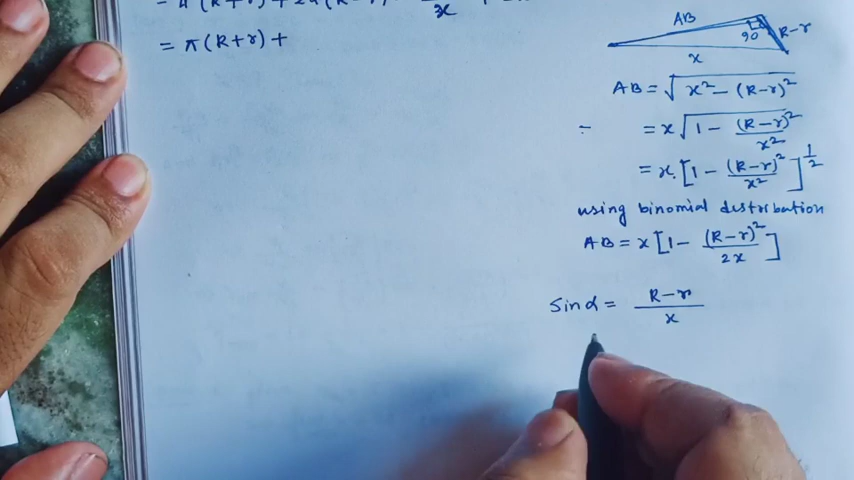 = π(R+r) +
AB
90
R-r
x
AB = √(x² - (R-r)²)
= x √(1 - (R-r)²/x²)
= x. [1 - (R-r)²/x²]^(1/2)
using binomial distribation
AB = x [1 - (R-r)²/2x]
Sin α = (R-r)/x